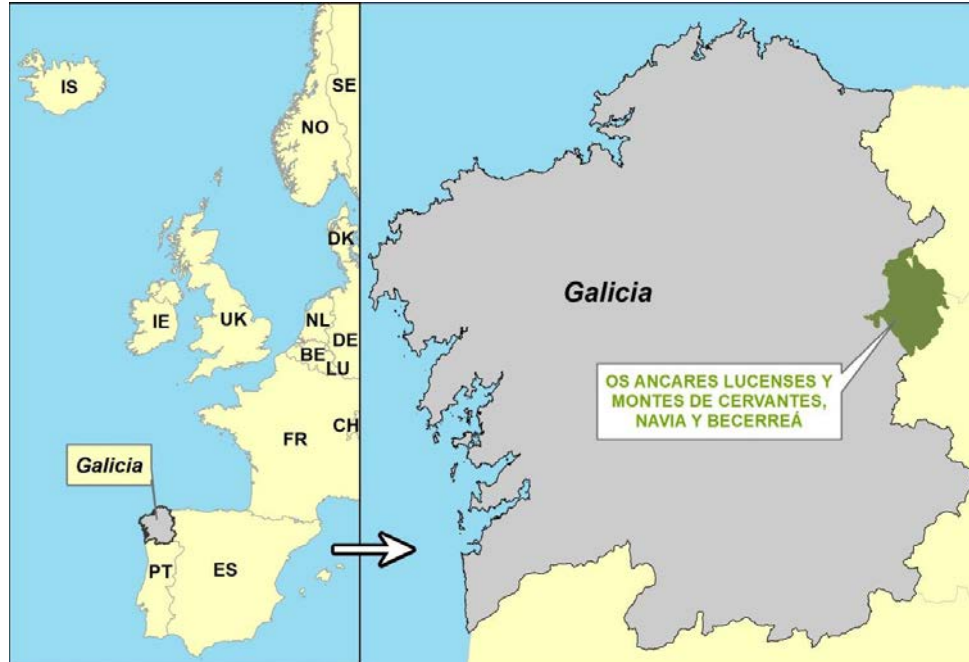 IS
SE
NO
DK
IE
UK
NL
DE
BE
LU
CH
FR
Galicia
PT
ES
Galicia
OS ANCARES LUCENSES Y
MONTES DE CERVANTES,
NAVIA Y BECERREÁ